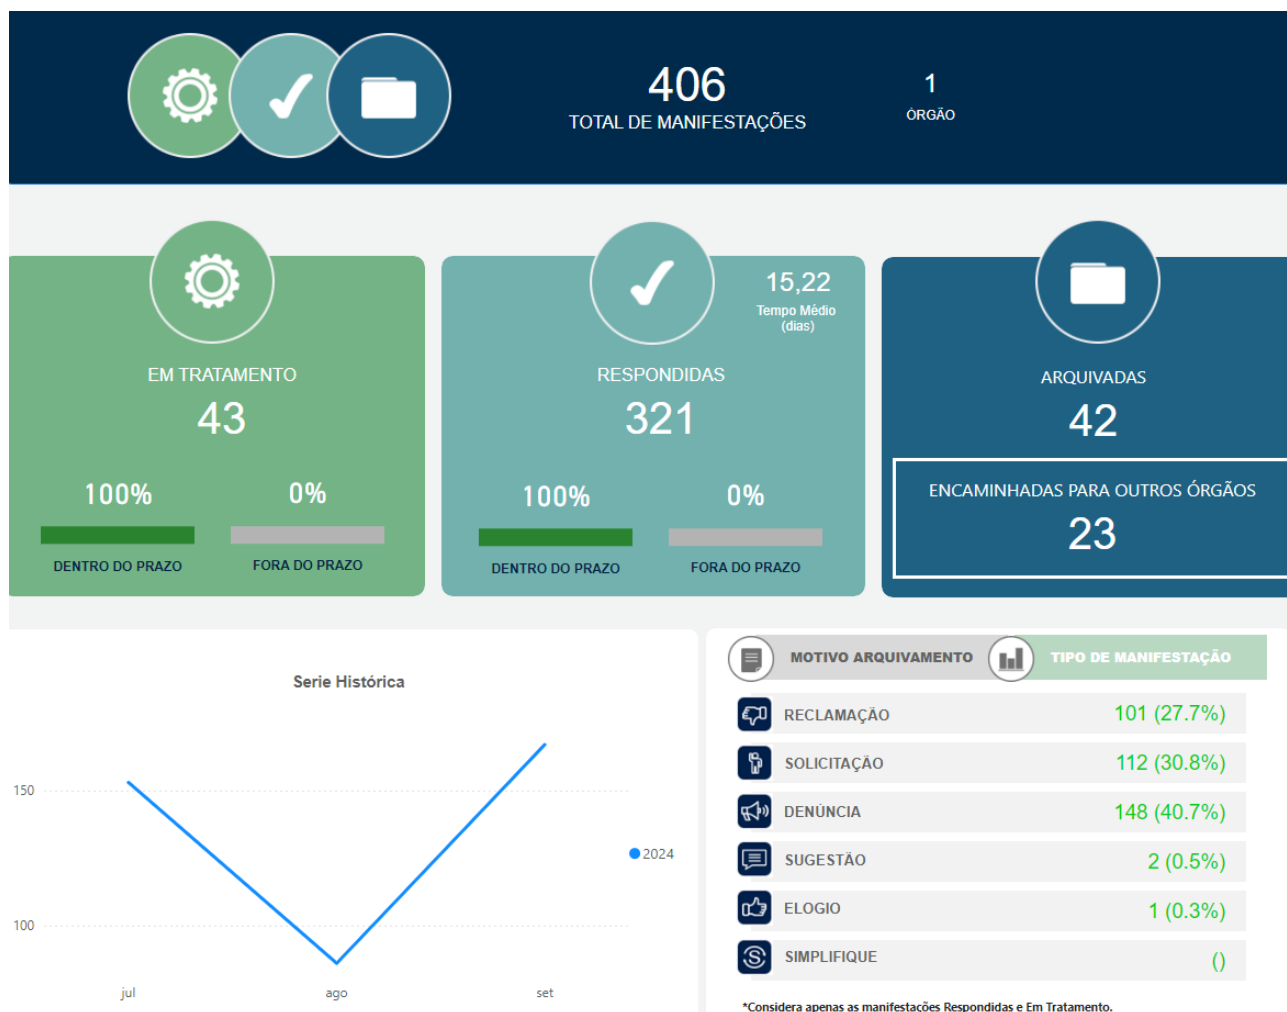 406
TOTAL DE MANIFESTAÇÕES
1
ÓRGÃO
EM TRATAMENTO
43
100%
0%
DENTRO DO PRAZO
FORA DO PRAZO
15,22
Tempo Médio
(dias)
RESPONDIDAS
321
100%
0%
DENTRO DO PRAZO
FORA DO PRAZO
ARQUIVADAS
42
ENCAMINHADAS PARA OUTROS ÓRGÃOS
23
Serie Histórica
150
100
jul
ago
set
2024
MOTIVO ARQUIVAMENTO
TIPO DE MANIFESTAÇÃO
RECLAMAÇÃO 101 (27.7%)
SOLICITAÇÃO 112 (30.8%)
DENÚNCIA 148 (40.7%)
SUGESTÃO 2 (0.5%)
ELOGIO 1 (0.3%)
SIMPLIFIQUE ()
*Considera apenas as manifestações Respondidas e Em Tratamento.